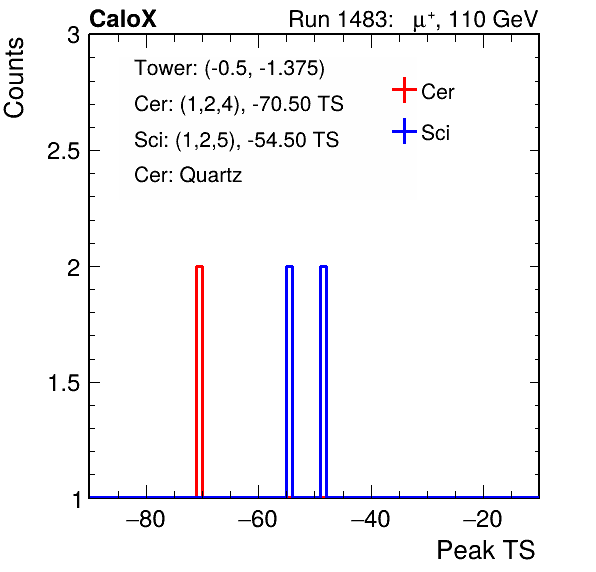 CaloX Run 1483: μ⁺, 110 GeV
Counts
3
2.5
2
1.5
1
Tower: (-0.5, -1.375)
Cer: (1,2,4), -70.50 TS
Sci: (1,2,5), -54.50 TS
Cer: Quartz
Cer
Sci
−80 −60 −40 −20
Peak TS